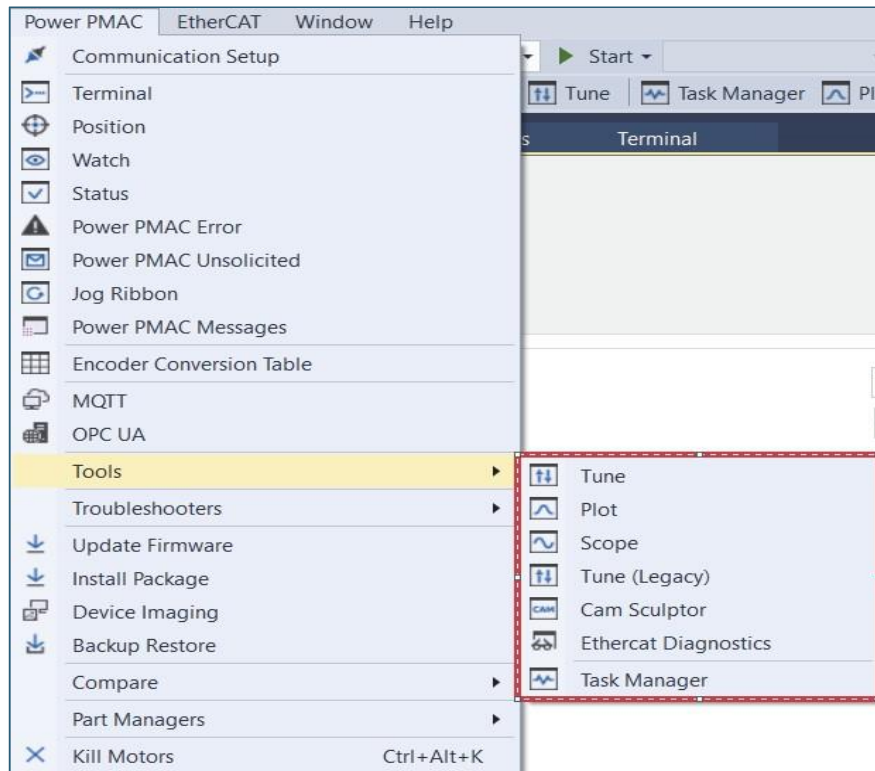 Power PMAC EtherCAT Window Help
Communication Setup
Start
Terminal
Tune Task Manager
Position
Terminal
Watch
Status
Power PMAC Error
Power PMAC Unsolicited
Jog Ribbon
Power PMAC Messages
Encoder Conversion Table
MQTT
OPC UA
Tools
Troubleshooters
Update Firmware
Install Package
Device Imaging
Backup Restore
Compare
Part Managers
Kill Motors Ctrl+Alt+K
Tune
Plot
Scope
Tune (Legacy)
CAM Cam Sculptor
Ethercat Diagnostics
Task Manager